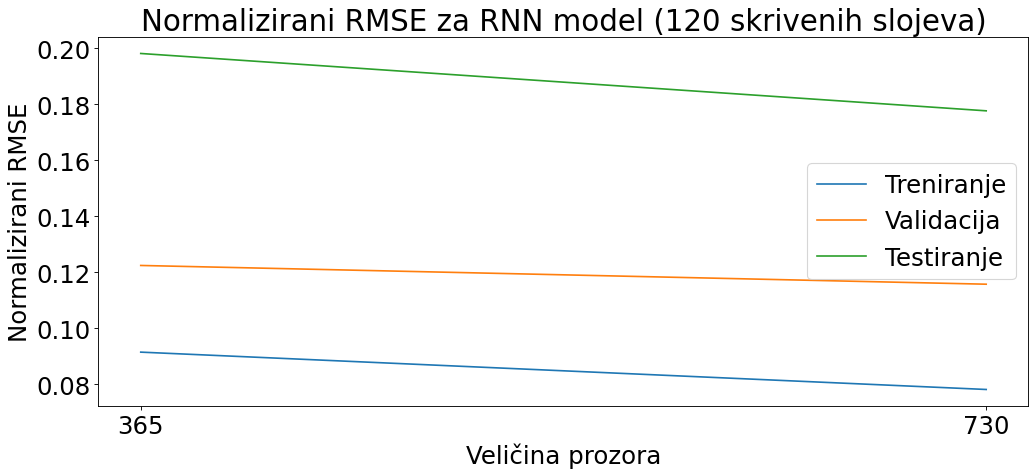 Normalizirani RMSE za RNN model (120 skrivenih slojeva)
Normalizirani RMSE
0.20
0.18
0.16
0.14
0.12
0.10
0.08
Treniranje
Validacija
Testiranje
365
730
Veličina prozora